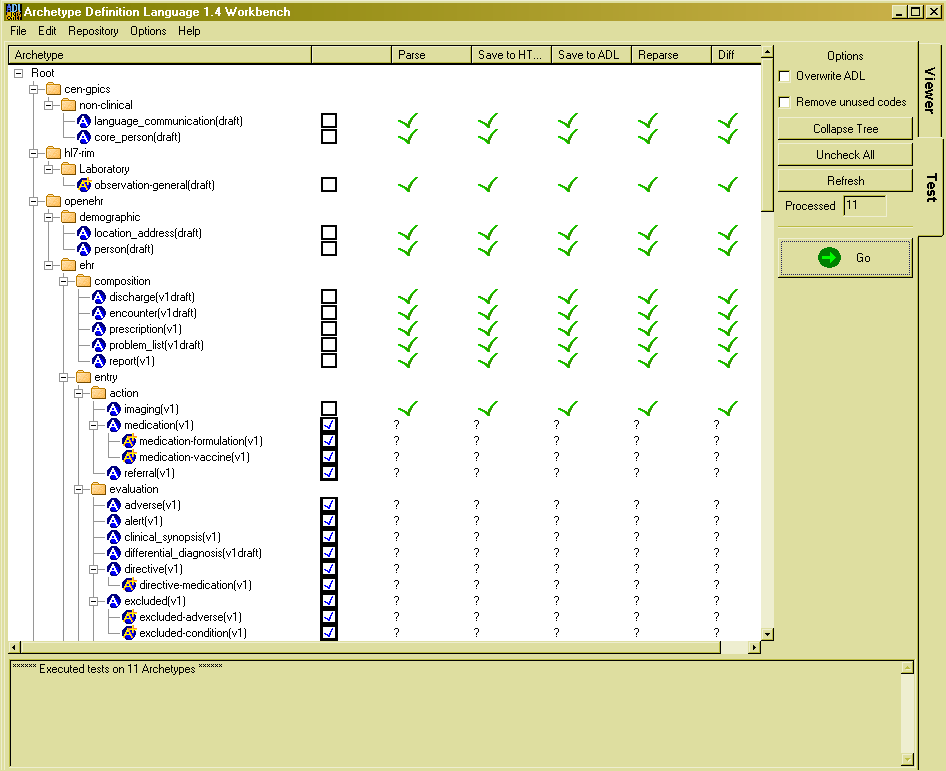 Archetype Definition Language 1.4 Workbench
File Edit Repository Options Help
Archetype Parse Save to HT... Save to ADL Reparse Diff
Root
cen-gpics
non-clinical
language_communication(draft)
core_person(draft)
hl7-rim
Laboratory
observation-general(draft)
openehr
demographic
location_address(draft)
person(draft)
ehr
composition
discharge(v1draft)
encounter(v1draft)
prescription(v1)
problem_list(v1draft)
report(v1)
entry
action
imaging(v1)
medication(v1) ? ? ? ? ?
medication-formulation(v1) ? ? ? ? ?
medication-vaccine(v1) ? ? ? ? ?
referral(v1) ? ? ? ? ?
evaluation
adverse(v1) ? ? ? ? ?
alert(v1) ? ? ? ? ?
clinical_synopsis(v1) ? ? ? ? ?
differential_diagnosis(v1draft) ? ? ? ? ?
directive(v1) ? ? ? ? ?
directive-medication(v1) ? ? ? ? ?
excluded(v1) ? ? ? ? ?
excluded-adverse(v1) ? ? ? ? ?
excluded-condition(v1) ? ? ? ? ?
Options
Overwrite ADL
Remove unused codes
Collapse Tree
Uncheck All
Refresh
Processed 11
Go
Viewer
Test
****** Executed tests on 11 Archetypes ******